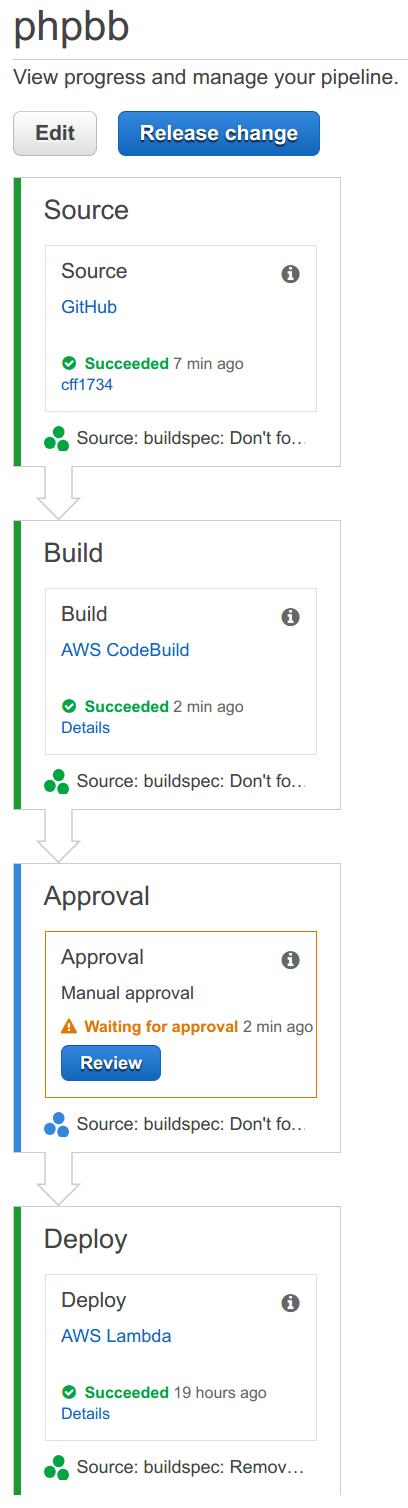 phpbb
View progress and manage your pipeline.
Edit Release change
Source
Source
GitHub
Succeeded 7 min ago
cff1734
Source: buildspec: Don't fo…
Build
Build
AWS CodeBuild
Succeeded 2 min ago
Details
Source: buildspec: Don't fo…
Approval
Approval
Manual approval
Waiting for approval 2 min ago
Review
Source: buildspec: Don't fo…
Deploy
Deploy
AWS Lambda
Succeeded 19 hours ago
Details
Source: buildspec: Remov…